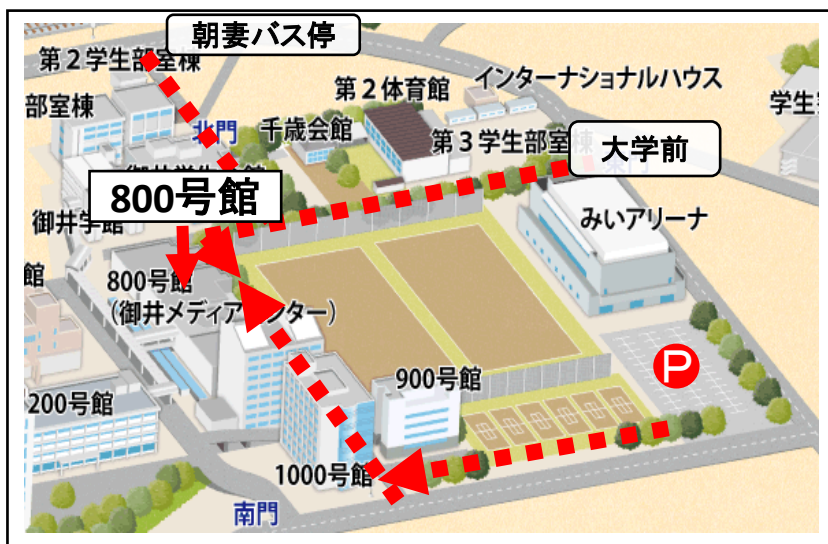 朝妻バス停
第２学生部室棟
インターナショナルハウス
第２体育館
部室棟
学生
北門
千歳会館
第３学生部室棟
大学前
800号館
御井学館
みいアリーナ
館
800号館
（御井メディアセンター）
P
900号館
200号館
1000号館
南門